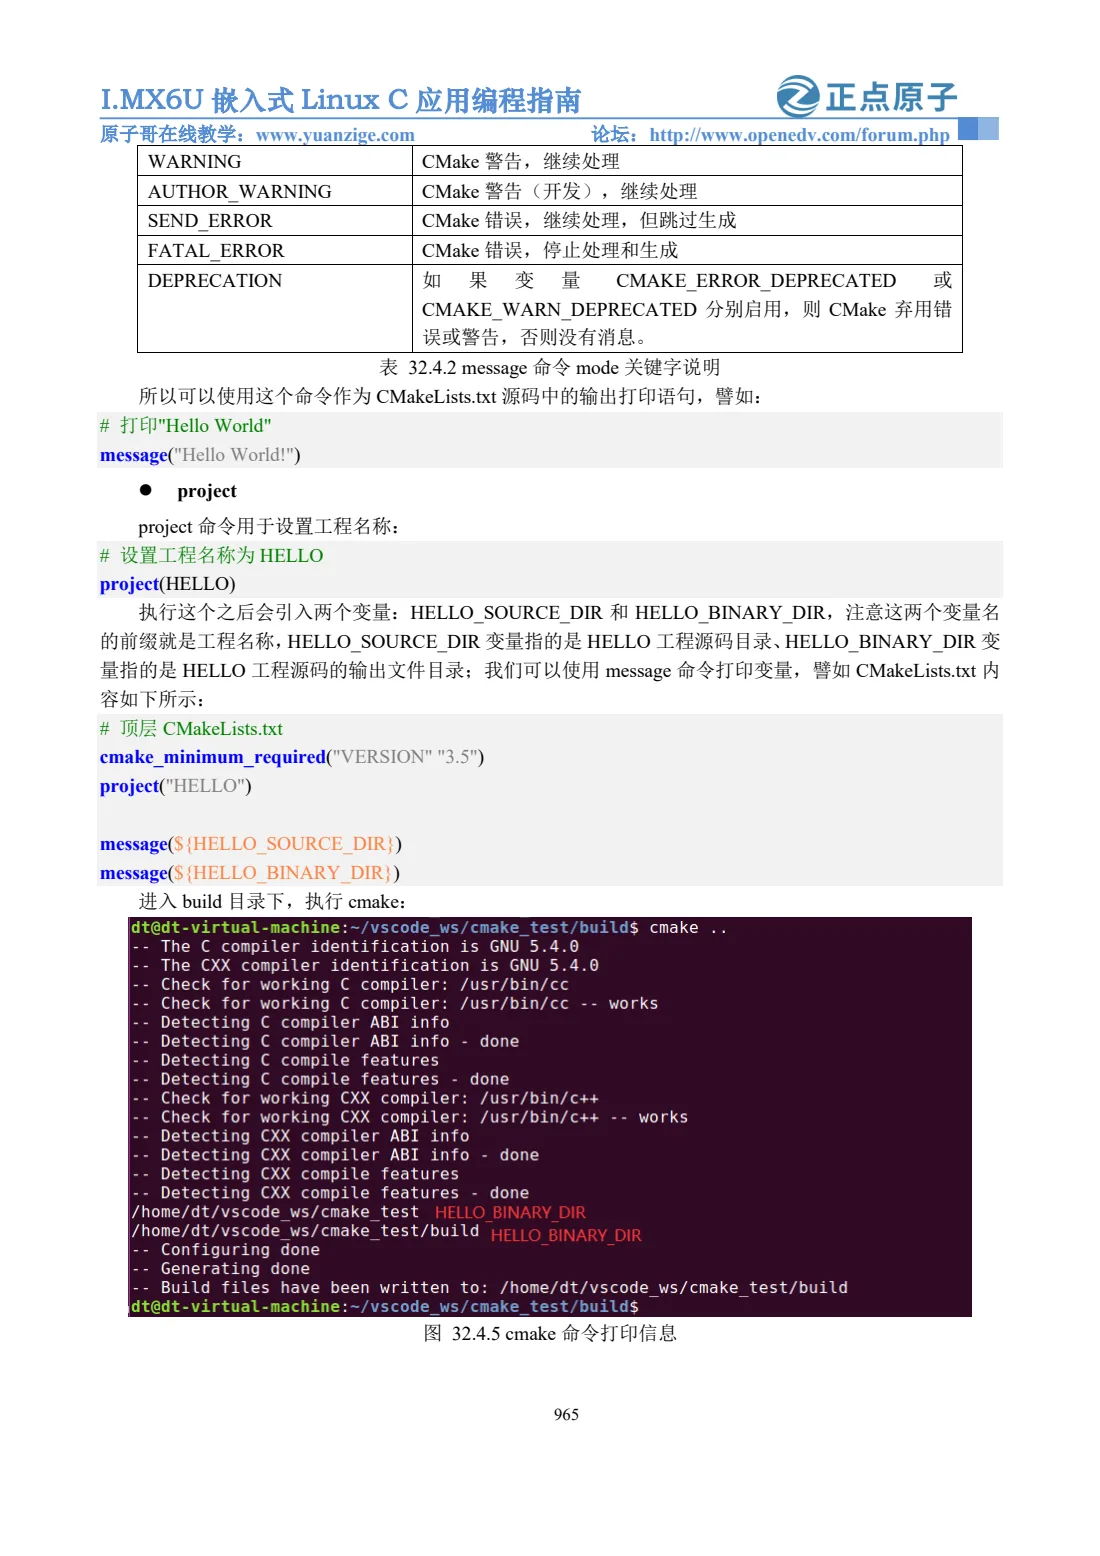 I.MX6U 嵌入式 Linux C 应用编程指南
正点原子
原子哥在线教学：www.yuanzige.com 论坛：http://www.openedv.com/forum.php
WARNING CMake 警告，继续处理
AUTHOR_WARNING CMake 警告（开发），继续处理
SEND_ERROR CMake 错误，继续处理，但跳过生成
FATAL_ERROR CMake 错误，停止处理和生成
DEPRECATION 如果变量 CMAKE_ERROR_DEPRECATED 或
CMAKE_WARN_DEPRECATED 分别启用，则 CMake 弃用错
误或警告，否则没有消息。
表 32.4.2 message 命令 mode 关键字说明
所以可以使用这个命令作为 CMakeLists.txt 源码中的输出打印语句，譬如：
# 打印"Hello World"
message("Hello World!")
● project
project 命令用于设置工程名称：
# 设置工程名称为 HELLO
project(HELLO)
执行这个之后会引入两个变量：HELLO_SOURCE_DIR 和 HELLO_BINARY_DIR，注意这两个变量名
的前缀就是工程名称，HELLO_SOURCE_DIR 变量指的是 HELLO 工程源码目录、HELLO_BINARY_DIR 变
量指的是 HELLO 工程源码的输出文件目录；我们可以使用 message 命令打印变量，譬如 CMakeLists.txt 内
容如下所示：
# 顶层 CMakeLists.txt
cmake_minimum_required("VERSION" "3.5")
project("HELLO")
message(${HELLO_SOURCE_DIR})
message(${HELLO_BINARY_DIR})
进入 build 目录下，执行 cmake：
dt@dt-virtual-machine:~/vscode_ws/cmake_test/build$ cmake ..
-- The C compiler identification is GNU 5.4.0
-- The CXX compiler identification is GNU 5.4.0
-- Check for working C compiler: /usr/bin/cc
-- Check for working C compiler: /usr/bin/cc -- works
-- Detecting C compiler ABI info
-- Detecting C compiler ABI info - done
-- Detecting C compile features
-- Detecting C compile features - done
-- Check for working CXX compiler: /usr/bin/c++
-- Check for working CXX compiler: /usr/bin/c++ -- works
-- Detecting CXX compiler ABI info
-- Detecting CXX compiler ABI info - done
-- Detecting CXX compile features
-- Detecting CXX compile features - done
/home/dt/vscode_ws/cmake_test HELLO_BINARY_DIR
/home/dt/vscode_ws/cmake_test/build HELLO_BINARY_DIR
-- Configuring done
-- Generating done
-- Build files have been written to: /home/dt/vscode_ws/cmake_test/build
dt@dt-virtual-machine:~/vscode_ws/cmake_test/build$
图 32.4.5 cmake 命令打印信息
965